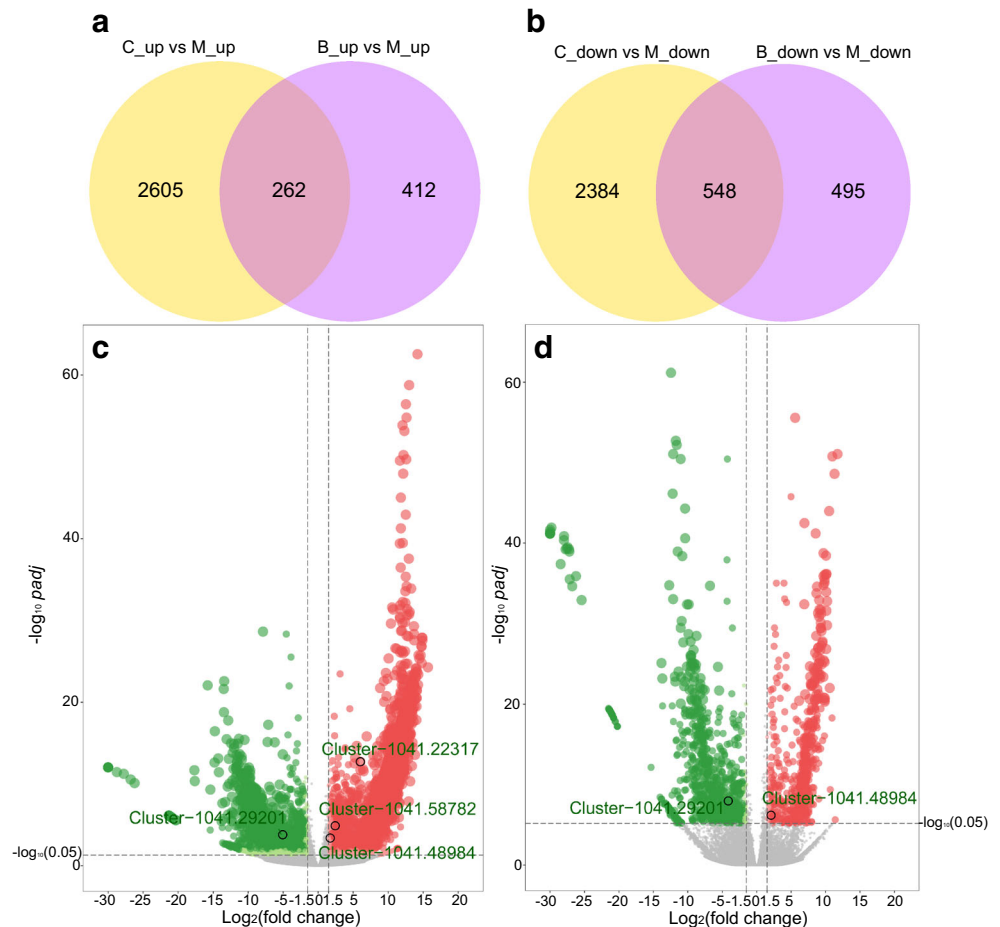 a
C_up vs M_up
B_up vs M_up
2605
262
412
b
C_down vs M_down
B_down vs M_down
2384
548
495
c
60
40
20
0
-log₁₀ padj
-log₁₀(0.05)
Cluster-1041.22317
Cluster-1041.58782
Cluster-1041.29201
Cluster-1041.48984
-30 -25 -20 -15 -10 -5 -1.50 1.5 5 10 15 20
Log₂(fold change)
d
60
40
20
0
-log₁₀ padj
-log₁₀(0.05)
Cluster-1041.29201
Cluster-1041.48984
-30 -25 -20 -15 -10 -5 -1.50 1.5 5 10 15 20
Log₂(fold change)